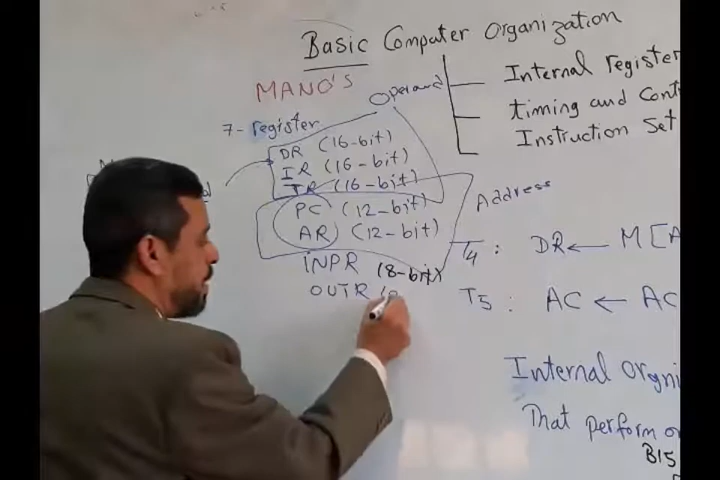 Basic Computer Organization
MANO'S
Operand
Internal register
timing and Cont
Instruction Set
7- register
DR (16-bit)
IR (16-bit)
TR (16-bit)
PC (12-bit)
AR (12-bit)
Address
INPR (8-bit)
OUTR (8
T4 : DR ← M[A
T5 : AC ← AC
Internal orgni
That perform o
B15